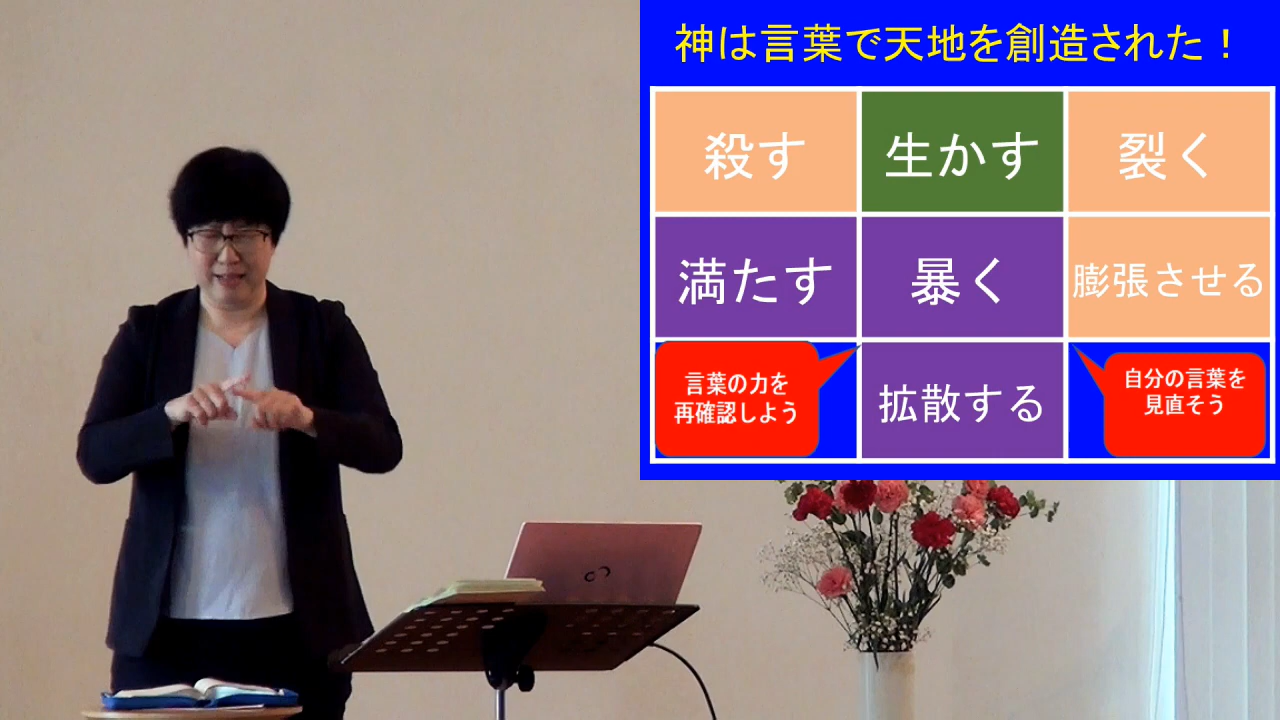 神は言葉で天地を創造された！
殺す
生かす
裂く
満たす
暴く
膨張させる
言葉の力を
再確認しよう
拡散する
自分の言葉を
見直そう